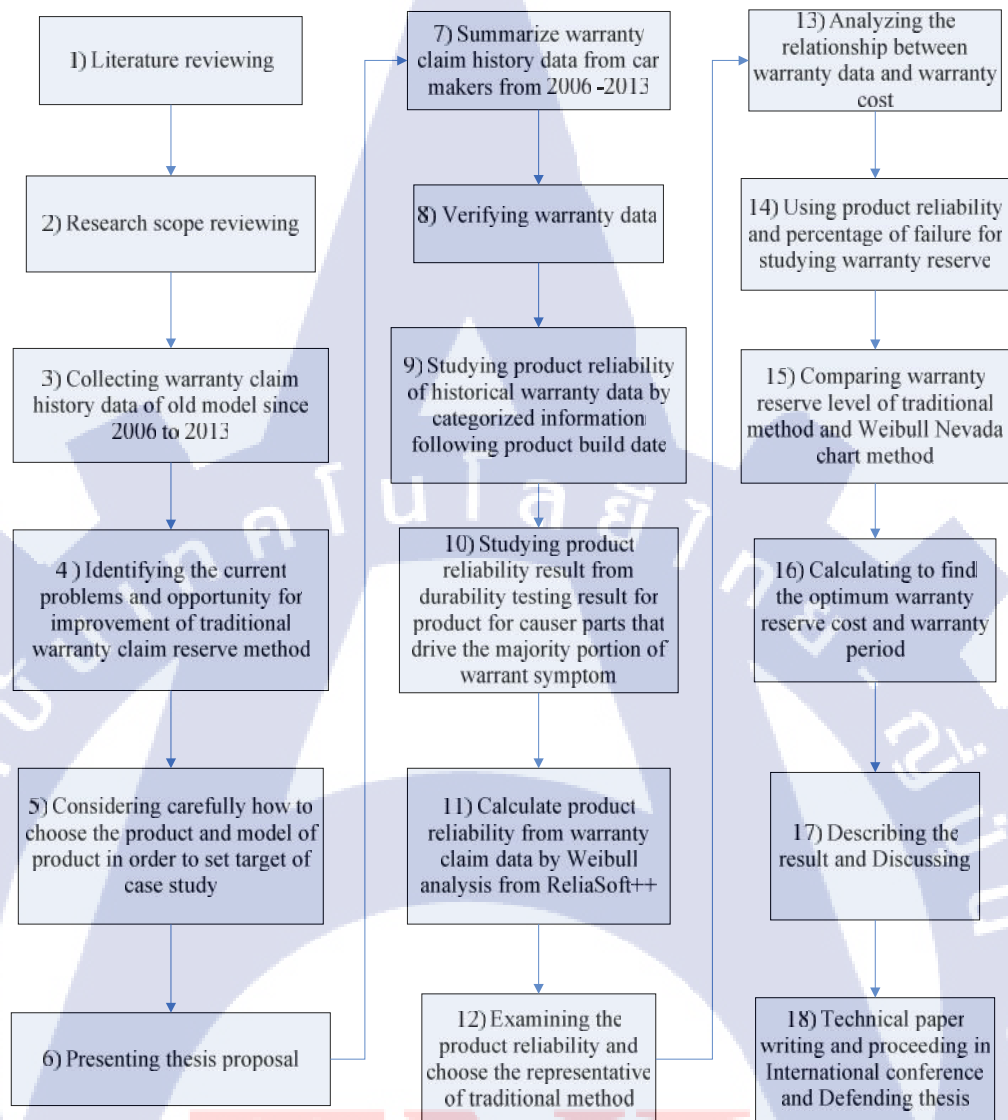 1) Literature reviewing
2) Research scope reviewing
3) Collecting warranty claim
history data of old model since
2006 to 2013
4 ) Identifying the current
problems and opportunity for
improvement of traditional
warranty claim reserve method
5) Considering carefully how to
choose the product and model of
product in order to set target of
case study
6) Presenting thesis proposal
7) Summarize warranty
claim history data from car
makers from 2006 -2013
8) Verifying warranty data
9) Studying product reliability
of historical warranty data by
categorized information
following product build date
10) Studying product
reliability result from
durability testing result for
product for causer parts that
drive the majority portion of
warrant symptom
11) Calculate product
reliability from warranty
claim data by Weibull
analysis from ReliaSoft++
12) Examining the
product reliability and
choose the representative
of traditional method
13) Analyzing the
relationship between
warranty data and warranty
cost
14) Using product reliability
and percentage of failure for
studying warranty reserve
15) Comparing warranty
reserve level of traditional
method and Weibull Nevada
chart method
16) Calculating to find
the optimum warranty
reserve cost and warranty
period
17) Describing the
result and Discussing
18) Technical paper
writing and proceeding in
International conference
and Defending thesis